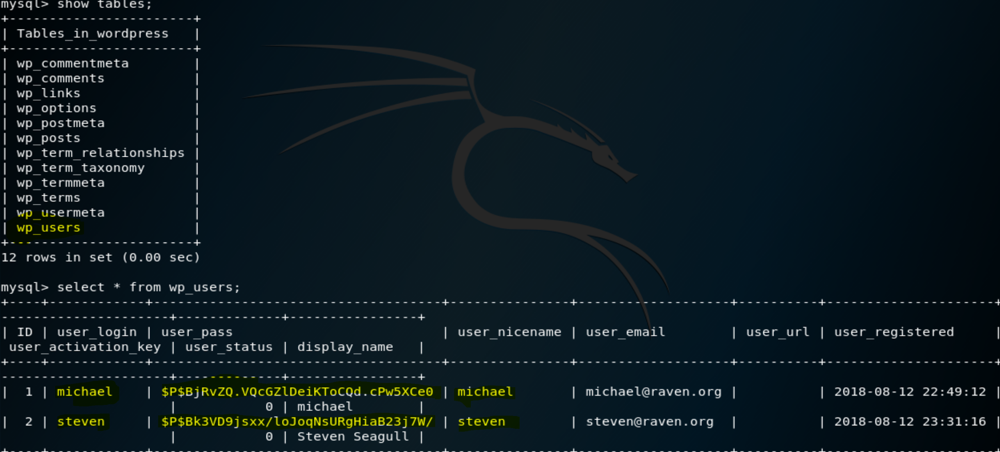 mysql> show tables;
+-----------------------+
| Tables_in_wordpress   |
+-----------------------+
| wp_commentmeta        |
| wp_comments           |
| wp_links              |
| wp_options            |
| wp_postmeta           |
| wp_posts              |
| wp_term_relationships |
| wp_term_taxonomy      |
| wp_termmeta           |
| wp_terms              |
| wp_usermeta           |
| wp_users              |
+-----------------------+
12 rows in set (0.00 sec)
mysql> select * from wp_users;
+----+------------+------------------------------------+---------------+-------------------+----------+---------------------+
---------------------+-------------+----------------+
| ID | user_login | user_pass                          | user_nicename | user_email        | user_url | user_registered     |
 user_activation_key | user_status | display_name   |
+----+------------+------------------------------------+---------------+-------------------+----------+---------------------+
---------------------+-------------+----------------+
|  1 | michael    | $P$BjRvZQ.VQcGZlDeiKToCQd.cPw5XCe0 | michael       | michael@raven.org |          | 2018-08-12 22:49:12 |
                     |           0 | michael        |
|  2 | steven     | $P$Bk3VD9jsxx/loJoqNsURgHiaB23j7W/ | steven        | steven@raven.org  |          | 2018-08-12 23:31:16 |
                     |           0 | Steven Seagull |
+----+------------+------------------------------------+---------------+-------------------+----------+---------------------+